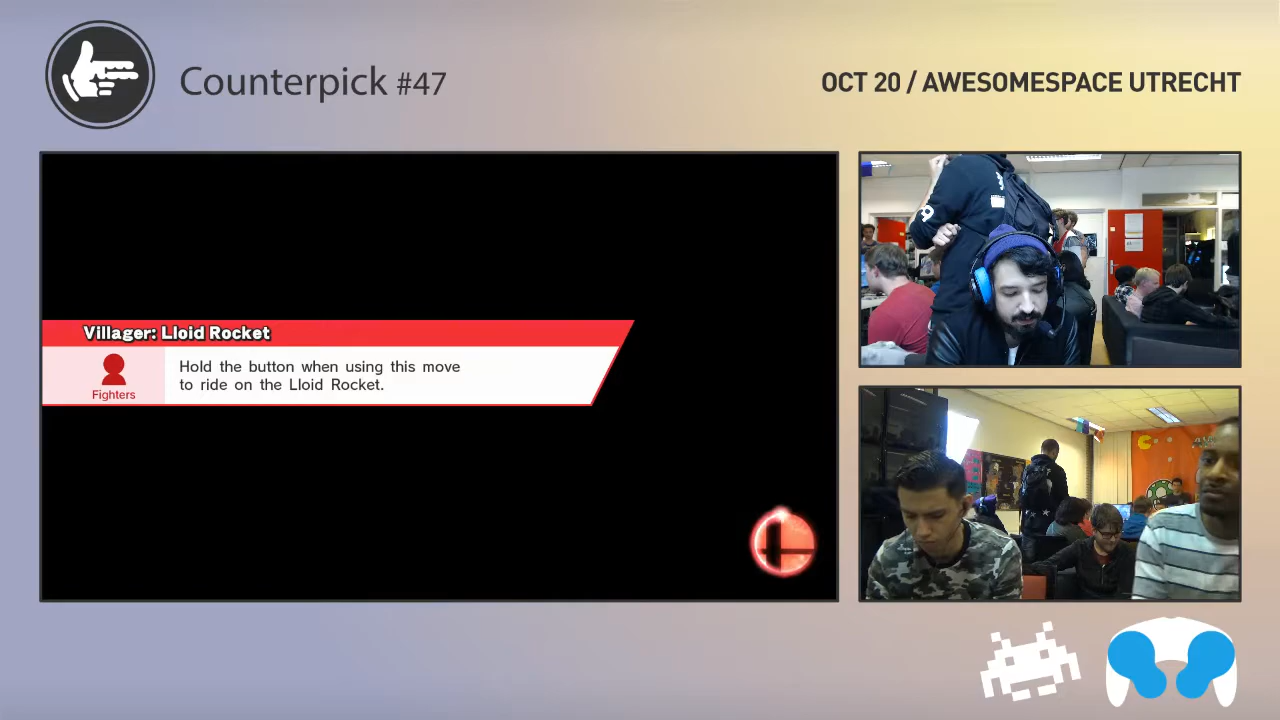 Counterpick #47
OCT 20 / AWESOMESPACE UTRECHT
Villager: Lloid Rocket
Hold the button when using this move
to ride on the Lloid Rocket.
Fighters